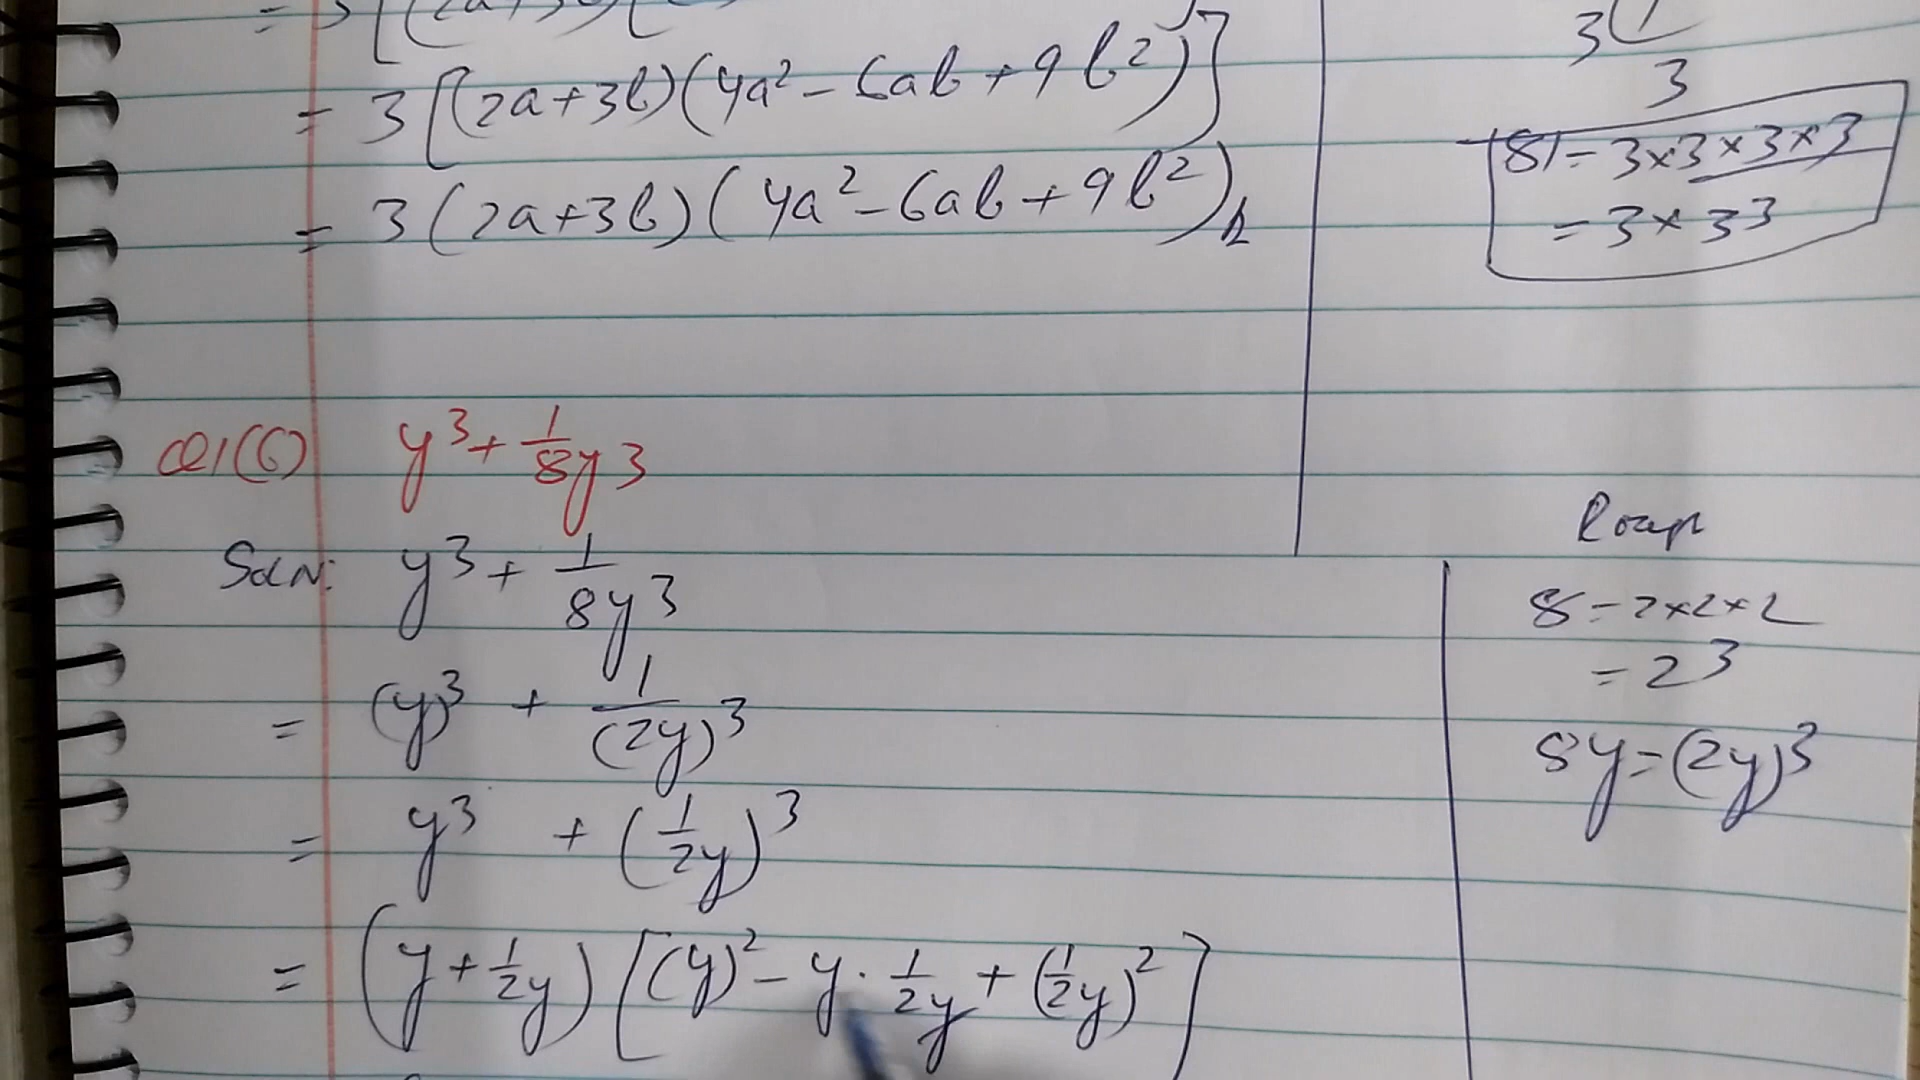 = 3[(2a+3b)(4a²-6ab+9b²)]
= 3(2a+3b)(4a²-6ab+9b²)
3
3
81=3×3×3×3
=3×3³
Q1(6) y³+1/8y3
Soln: y³+1/8y³
= (y)³ + 1/(2y)³
= y³ + (1/2y)³
= (y+1/2y)[(y)²-y·1/2y+(1/2y)²]
8=2×2×2
=2³
8y=(2y)³